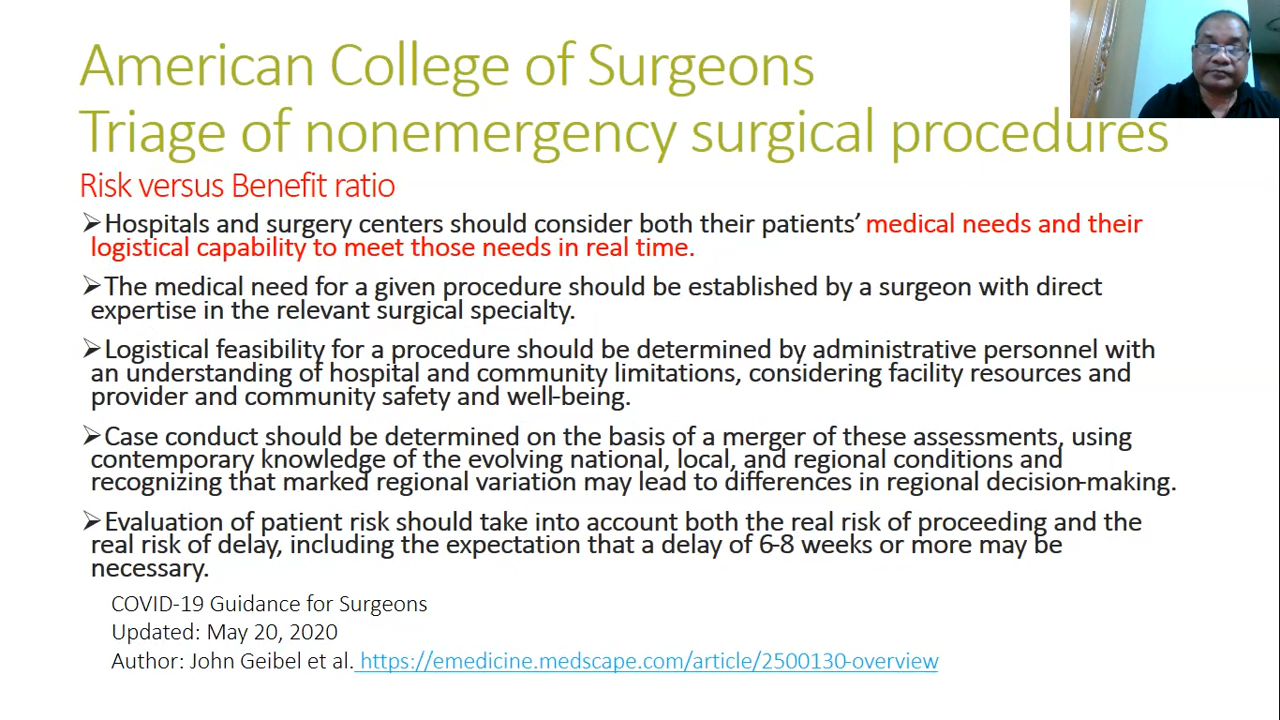 American College of Surgeons
Triage of nonemergency surgical procedures
Risk versus Benefit ratio
➢Hospitals and surgery centers should consider both their patients’ medical needs and their
logistical capability to meet those needs in real time.
➢The medical need for a given procedure should be established by a surgeon with direct
expertise in the relevant surgical specialty.
➢Logistical feasibility for a procedure should be determined by administrative personnel with
an understanding of hospital and community limitations, considering facility resources and
provider and community safety and well-being.
➢Case conduct should be determined on the basis of a merger of these assessments, using
contemporary knowledge of the evolving national, local, and regional conditions and
recognizing that marked regional variation may lead to differences in regional decision-making.
➢Evaluation of patient risk should take into account both the real risk of proceeding and the
real risk of delay, including the expectation that a delay of 6-8 weeks or more may be
necessary.
COVID-19 Guidance for Surgeons
Updated: May 20, 2020
Author: John Geibel et al. https://emedicine.medscape.com/article/2500130-overview